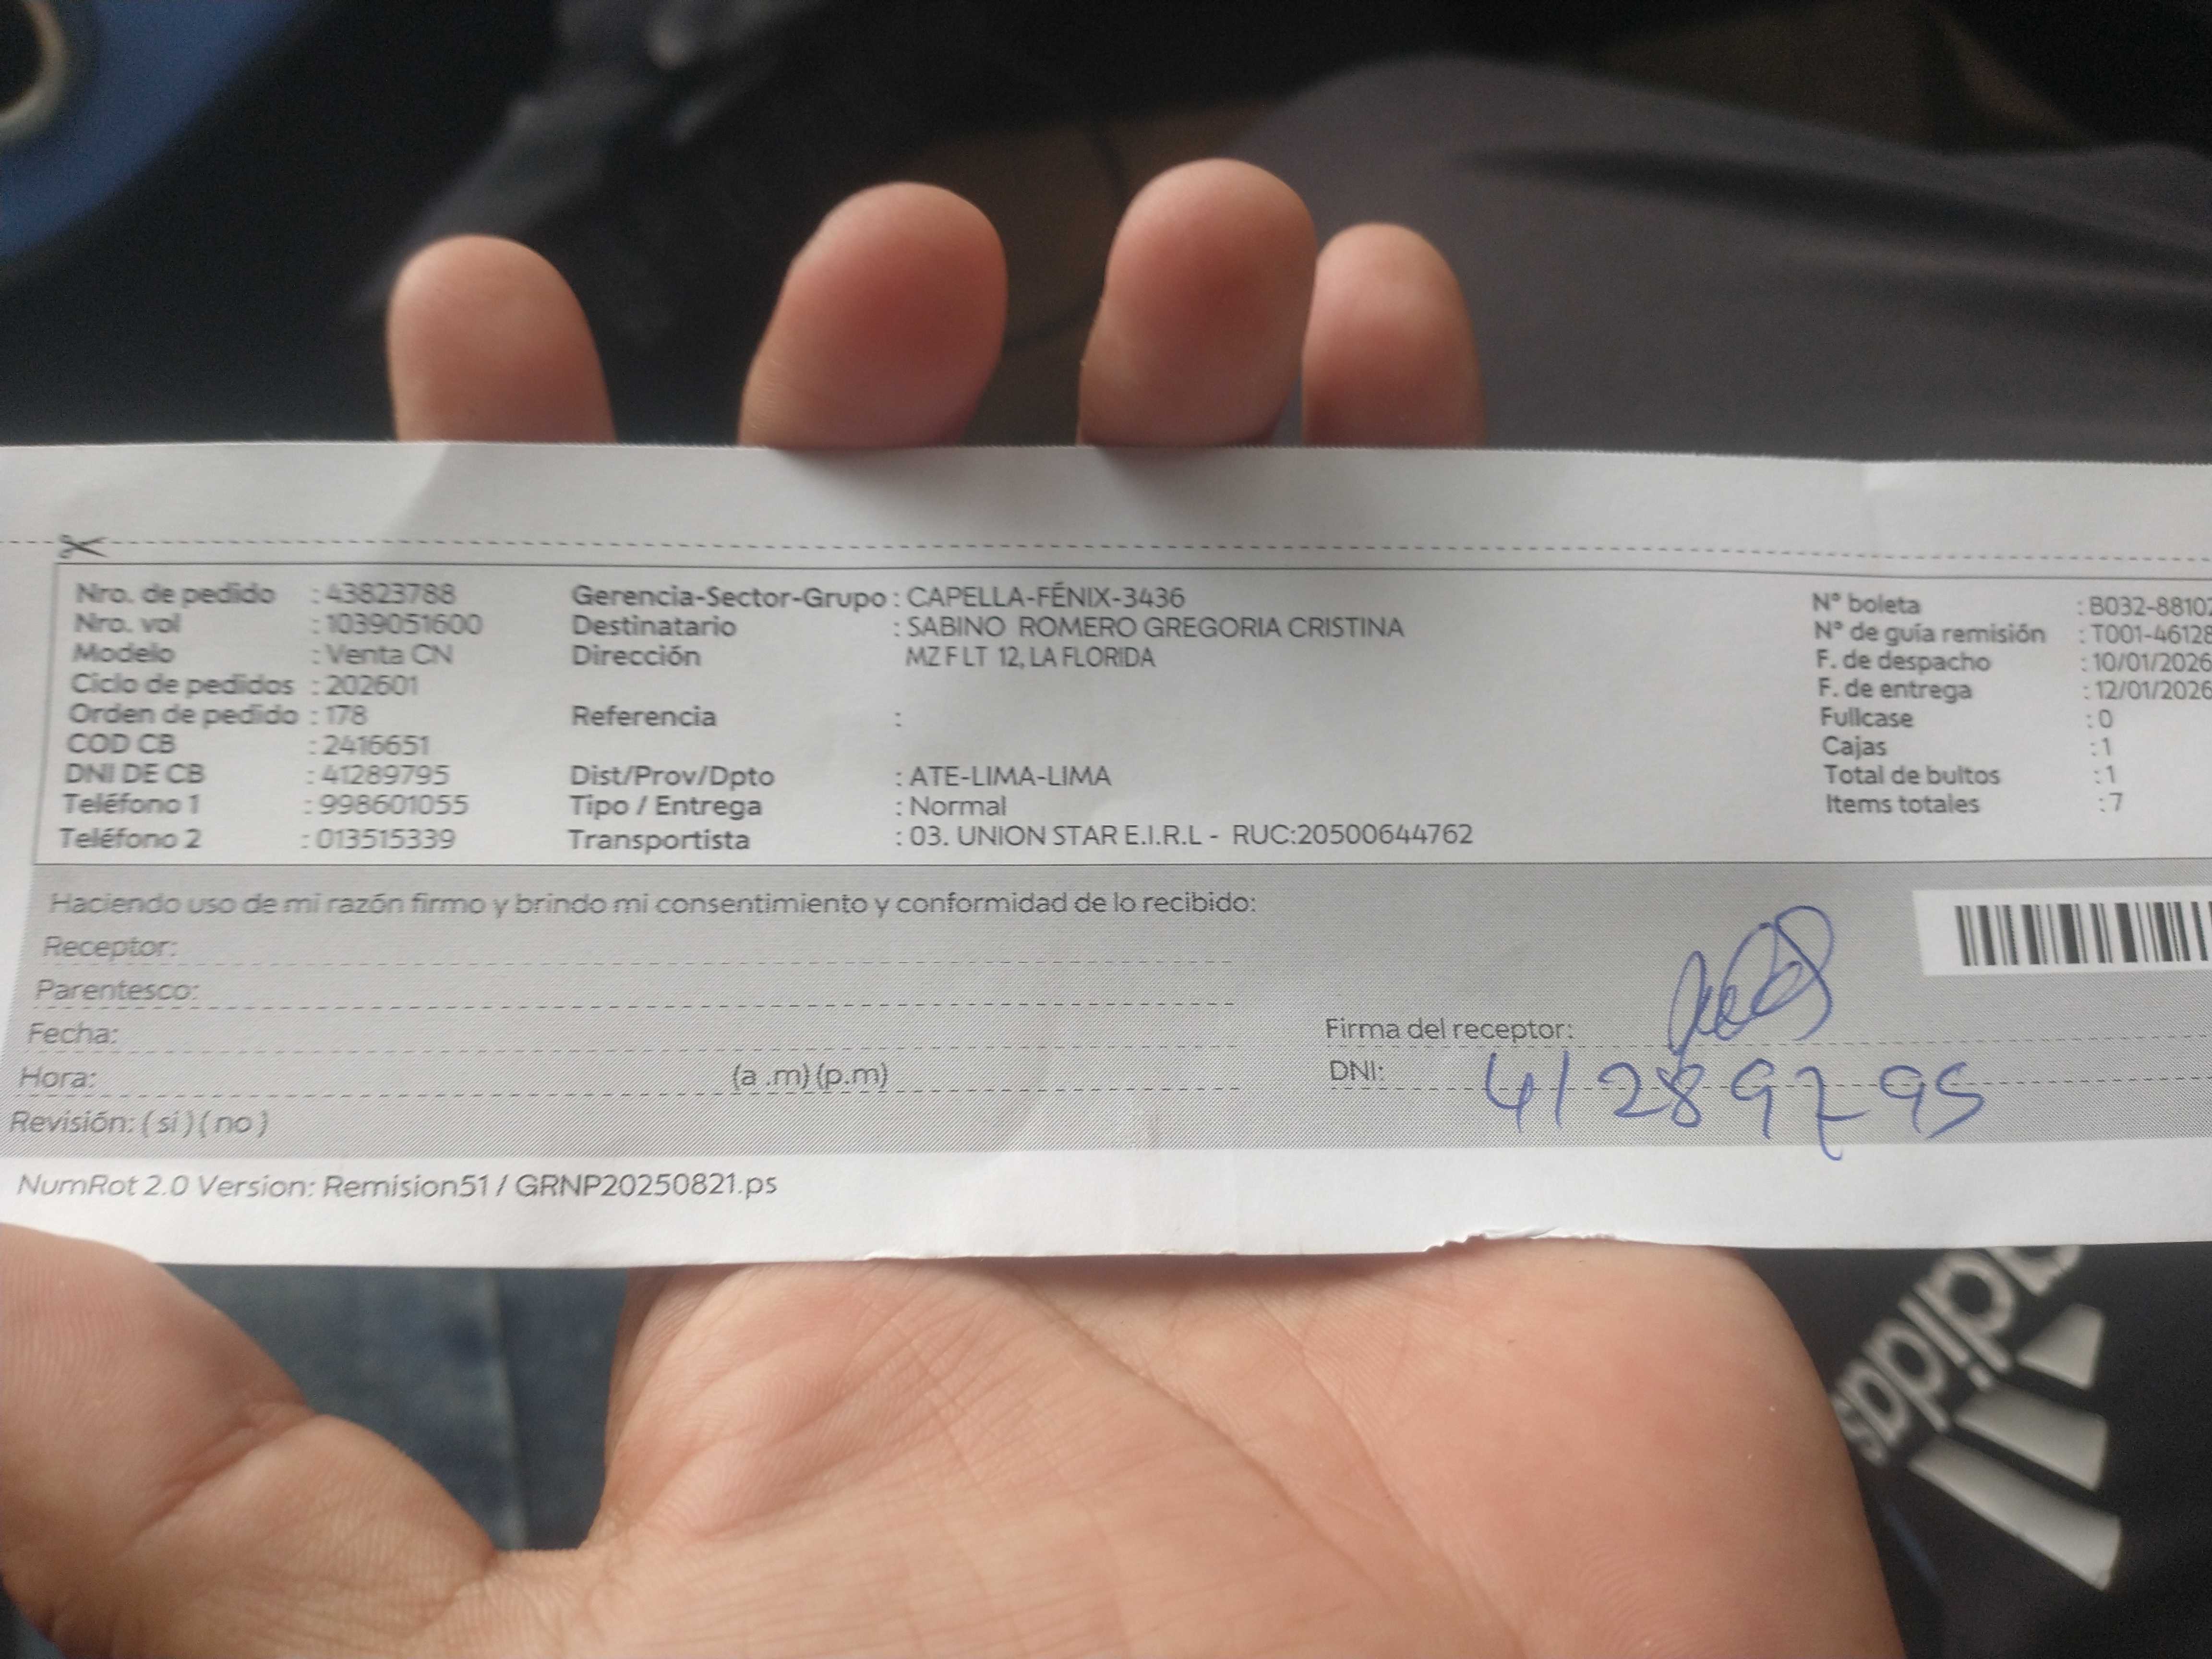 Nro. de pedido : 43823788 Gerencia-Sector-Grupo : CAPELLA-FÉNIX-3436 N° boleta : B032-88102
Nro. vol : 1039051600 Destinatario : SABINO ROMERO GREGORIA CRISTINA N° de guía remisión : T001-46128
Modelo : Venta CN Dirección MZ F LT 12, LA FLORIDA F. de despacho : 10/01/2026
Ciclo de pedidos : 202601 F. de entrega : 12/01/2026
Orden de pedido : 178 Referencia : Fullcase : 0
COD CB : 2416651 Cajas : 1
DNI DE CB : 41289795 Dist/Prov/Dpto : ATE-LIMA-LIMA Total de bultos : 1
Teléfono 1 : 998601055 Tipo / Entrega : Normal Items totales : 7
Teléfono 2 : 013515339 Transportista : 03. UNION STAR E.I.R.L - RUC:20500644762
Haciendo uso de mi razón firmo y brindo mi consentimiento y conformidad de lo recibido:
Receptor:
Parentesco:
Fecha: Firma del receptor:
Hora: (a .m) (p.m) DNI: 41289795
Revisión: ( si ) ( no )
NumRot 2.0 Version: Remision51 / GRNP20250821.ps
adidas